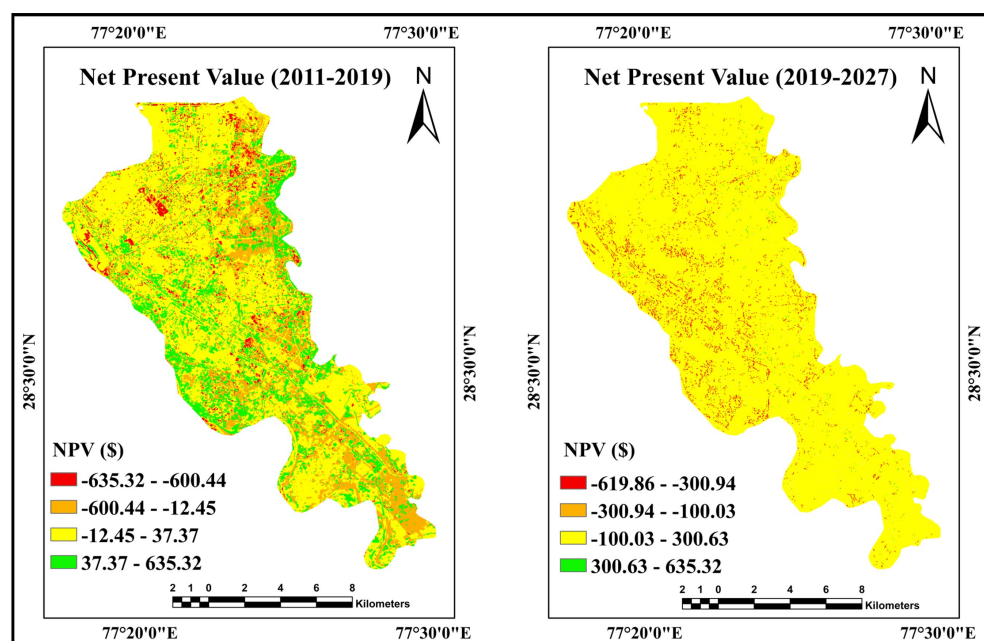 77°20'0"E 77°30'0"E 77°20'0"E 77°30'0"E
Net Present Value (2011-2019)
N
28°30'0"N
28°30'0"N
NPV ($)
-635.32 - -600.44
-600.44 - -12.45
-12.45 - 37.37
37.37 - 635.32
2 1 0 2 4 6 8
Kilometers
Net Present Value (2019-2027)
N
28°30'0"N
28°30'0"N
NPV ($)
-619.86 - -300.94
-300.94 - -100.03
-100.03 - 300.63
300.63 - 635.32
2 1 0 2 4 6 8
Kilometers
77°20'0"E 77°30'0"E 77°20'0"E 77°30'0"E